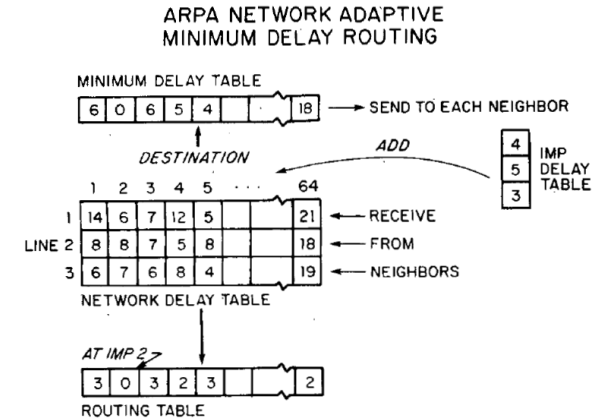 ARPA NETWORK ADAPTIVE
MINIMUM DELAY ROUTING
MINIMUM DELAY TABLE
6 0 6 5 4 18 SEND TO EACH NEIGHBOR
DESTINATION
ADD
4
5
3
IMP
DELAY
TABLE
1 2 3 4 5 ··· 64
1 14 6 7 12 5 21 RECEIVE
LINE 2 8 8 7 5 8 18 FROM
3 6 7 6 8 4 19 NEIGHBORS
NETWORK DELAY TABLE
AT IMP 2
3 0 3 2 3 2
ROUTING TABLE